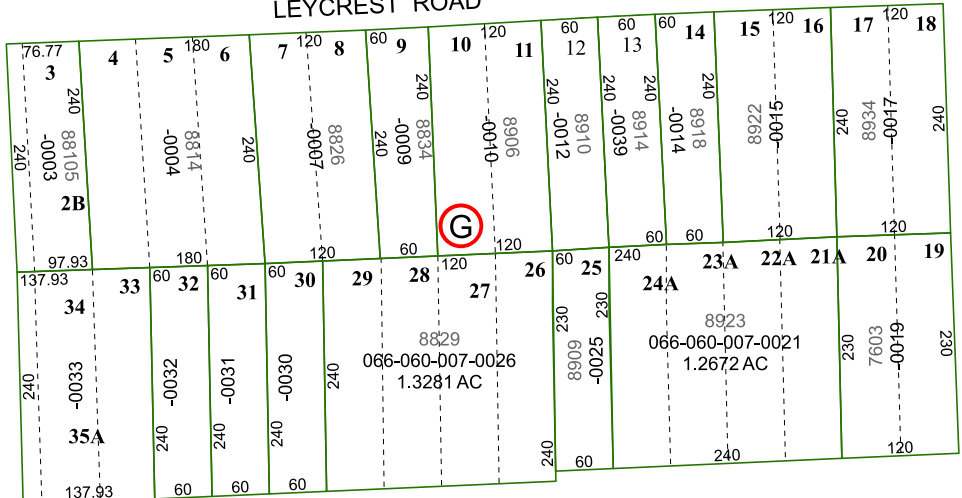 LEYCREST ROAD
76.77 180 120 60 120 60 60 60 120 120
3 4 5 6 7 8 9 10 11 12 13 14 15 16 17 18
240 240 240 240 240 240 240 240 240 240 240
88105 8814 8826 8834 8906 8910 8914 8918 8922 8934
-0003 -0004 -0007 -0009 -0010 -0012 -0039 -0014 -0015 -0017
2B
G
97.93 180 120 60 120 60 60 120 120
137.93 60 60 60 120 60 240
34 33 32 31 30 29 28 27 26 25 24A 23A 22A 21A 20 19
230 230 230 230
8829
066-060-007-0026
1.3281 AC
8923
066-060-007-0021
1.2672 AC
240 -0033 -0032 -0031 -0030 240 8909 -0025 7603 -0019
35A
240 240 240 240
137.93 60 60 60 60 240 120